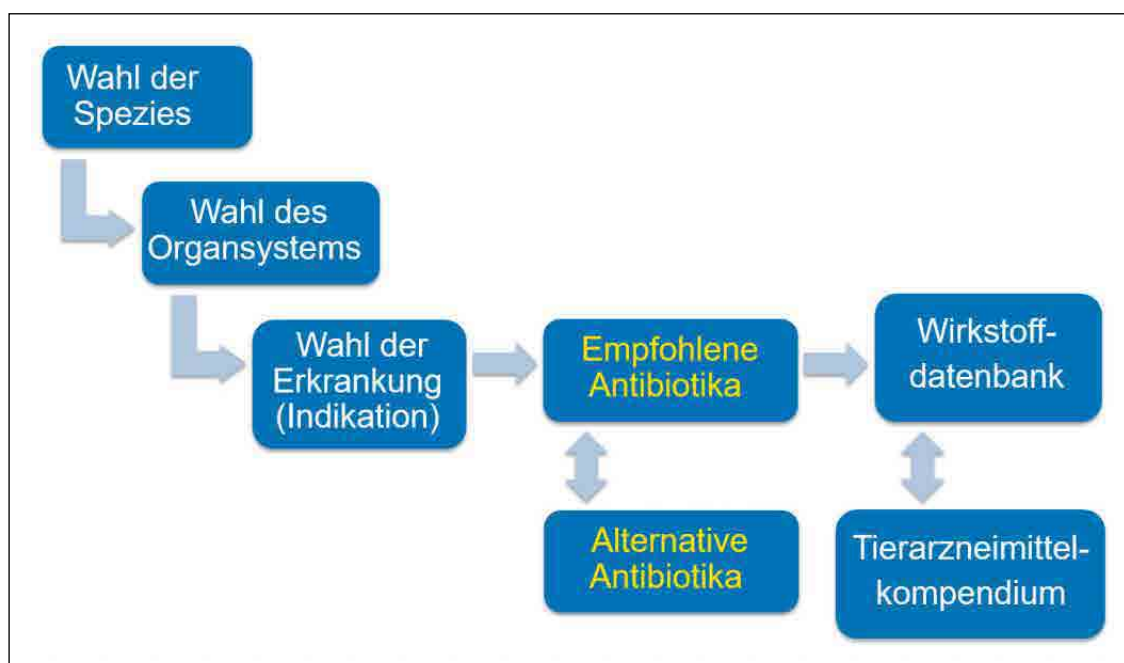 Wahl der
Spezies
Wahl des
Organsystems
Wahl der
Erkrankung
(Indikation)
Empfohlene
Antibiotika
Wirkstoff-
datenbank
Alternative
Antibiotika
Tierarzneimittel-
kompendium